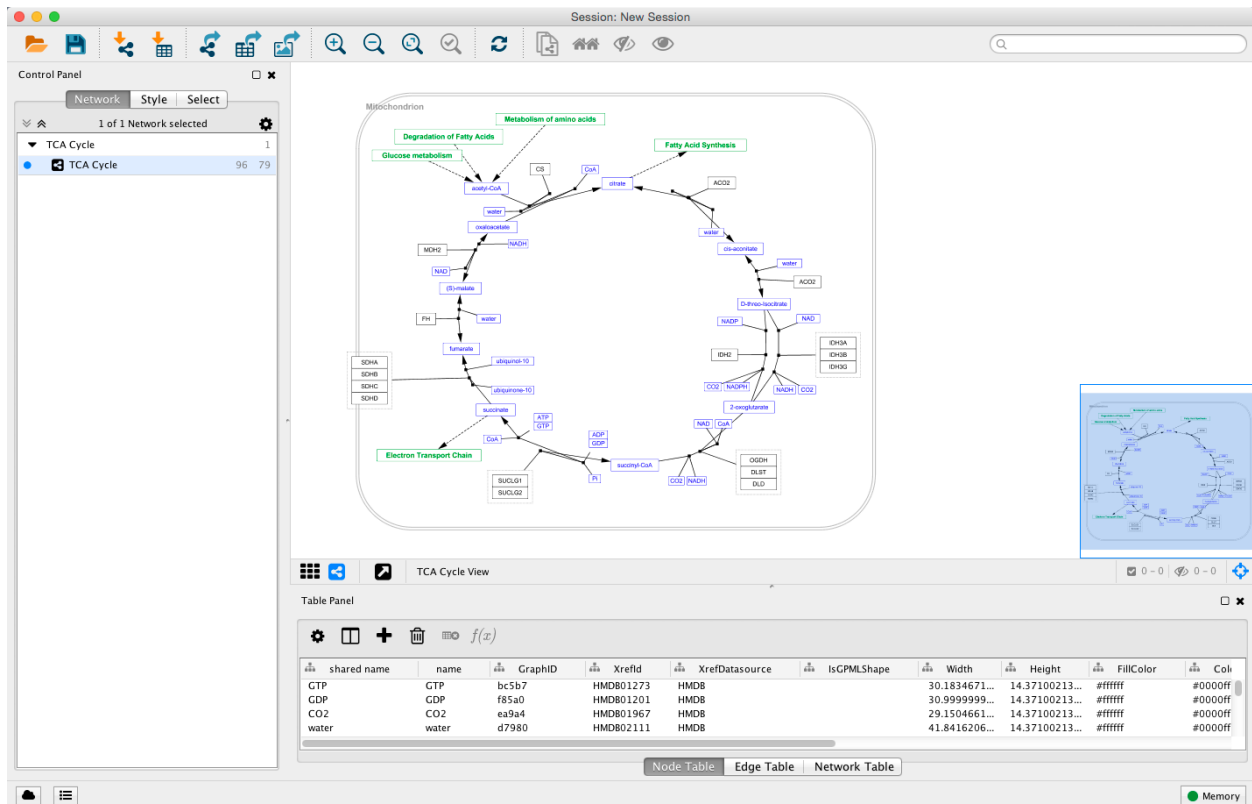 Session: New Session
Control Panel
Network Style Select
1 of 1 Network selected
TCA Cycle 1
TCA Cycle 96 79
Mitochondrion
Metabolism of amino acids
Degradation of Fatty Acids
Glucose metabolism
Fatty Acid Synthesis
CS
CoA
acetyl-CoA
citrate
ACO2
water
oxaloacetate
water
NADH
MDH2
cis-aconitate
NAD
water
(S)-malate
ACO2
D-threo-Isocitrate
FH
water
NADP
NAD
fumarate
IDH2
IDH3A
IDH3B
IDH3G
SDHA
SDHB
SDHC
SDHD
ubiquinol-10
ubiquinone-10
CO2 NADPH
NADH CO2
succinate
2-oxoglutarate
ATP
GTP
NAD
CoA
CoA
ADP
GDP
Electron Transport Chain
succinyl-CoA
OGDH
DLST
DLD
SUCLG1
SUCLG2
Pi
CO2 NADH
TCA Cycle View
0 - 0
0 - 0
Table Panel
f(x)
shared name name GraphID XrefId XrefDatasource IsGPMLShape Width Height FillColor
GTP GTP bc5b7 HMDB01273 HMDB 30.1834671... 14.37100213... #ffffff #0000ff
GDP GDP f85a0 HMDB01201 HMDB 30.9999999... 14.37100213... #ffffff #0000ff
CO2 CO2 ea9a4 HMDB01967 HMDB 29.1504661... 14.37100213... #ffffff #0000ff
water water d7980 HMDB02111 HMDB 41.8416206... 14.37100213... #ffffff #0000ff
Node Table Edge Table Network Table
Memory